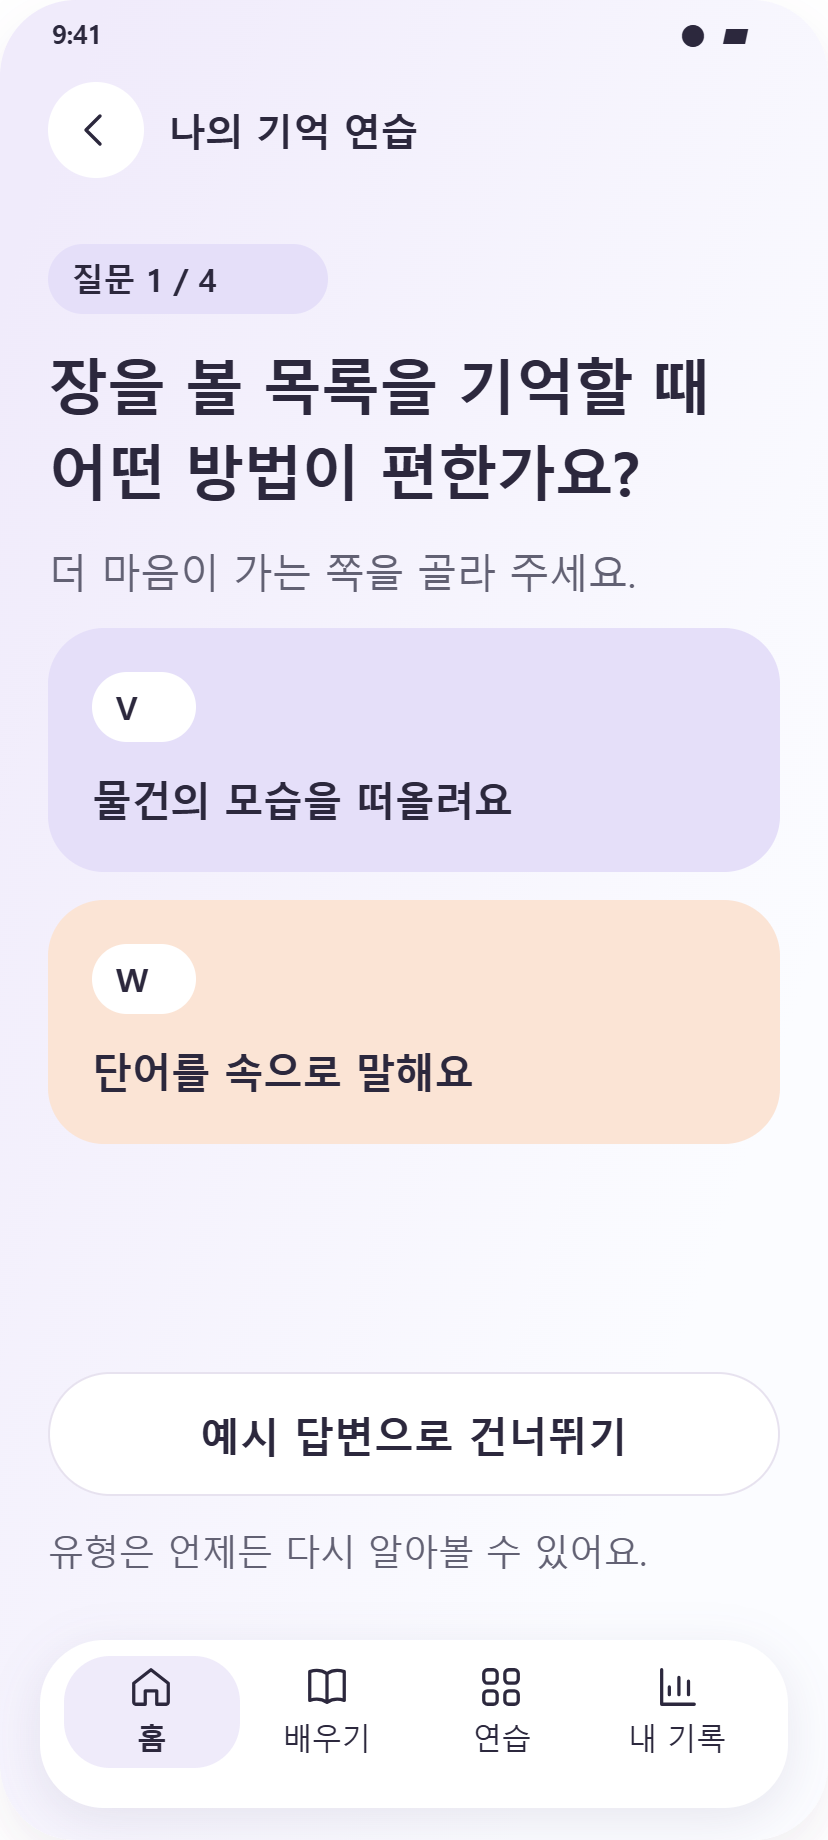 9:41
나의 기억 연습
질문 1 / 4
장을 볼 목록을 기억할 때
어떤 방법이 편한가요?
더 마음이 가는 쪽을 골라 주세요.
V
물건의 모습을 떠올려요
W
단어를 속으로 말해요
예시 답변으로 건너뛰기
유형은 언제든 다시 알아볼 수 있어요.
홈
배우기
연습
내 기록